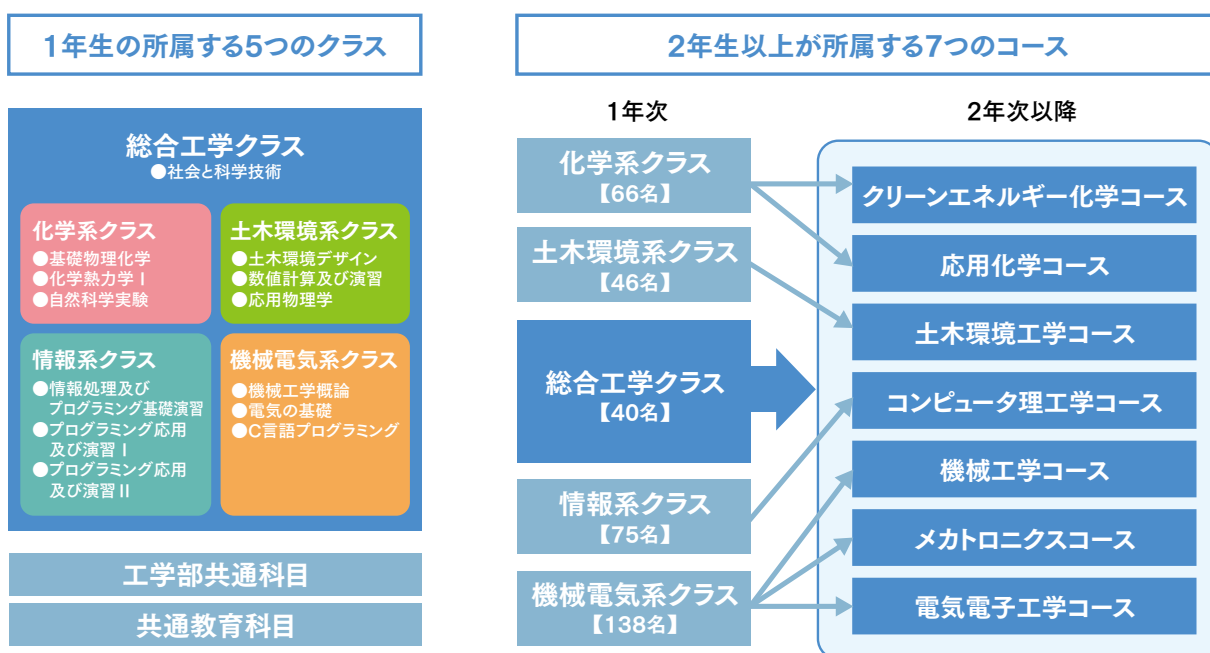 1年生の所属する5つのクラス
総合工学クラス
●社会と科学技術
化学系クラス
●基礎物理化学
●化学熱力学Ⅰ
●自然科学実験
土木環境系クラス
●土木環境デザイン
●数値計算及び演習
●応用物理学
情報系クラス
●情報処理及び
プログラミング基礎演習
●プログラミング応用
及び演習Ⅰ
●プログラミング応用
及び演習Ⅱ
機械電気系クラス
●機械工学概論
●電気の基礎
●C言語プログラミング
工学部共通科目
共通教育科目
2年生以上が所属する7つのコース
1年次
化学系クラス
【66名】
土木環境系クラス
【46名】
総合工学クラス
【40名】
情報系クラス
【75名】
機械電気系クラス
【138名】
2年次以降
クリーンエネルギー化学コース
応用化学コース
土木環境工学コース
コンピュータ理工学コース
機械工学コース
メカトロニクスコース
電気電子工学コース